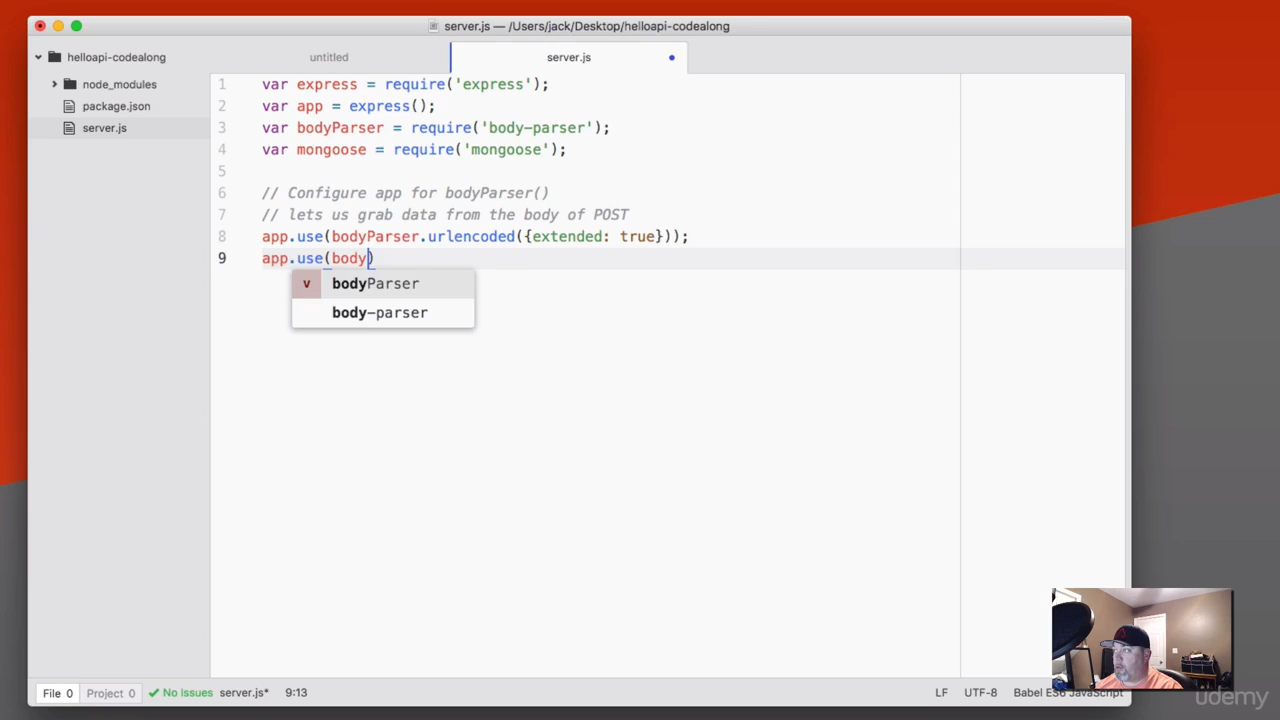 server.js — /Users/jack/Desktop/helloapi-codealong
helloapi-codealong
node_modules
package.json
server.js
untitled
server.js
1 var express = require('express');
2 var app = express();
3 var bodyParser = require('body-parser');
4 var mongoose = require('mongoose');
5
6 // Configure app for bodyParser()
7 // lets us grab data from the body of POST
8 app.use(bodyParser.urlencoded({extended: true}));
9 app.use(body)
v bodyParser
body-parser
File 0 Project 0 No Issues server.js* 9:13 LF UTF-8 Babel ES6 JavaScript
udemy